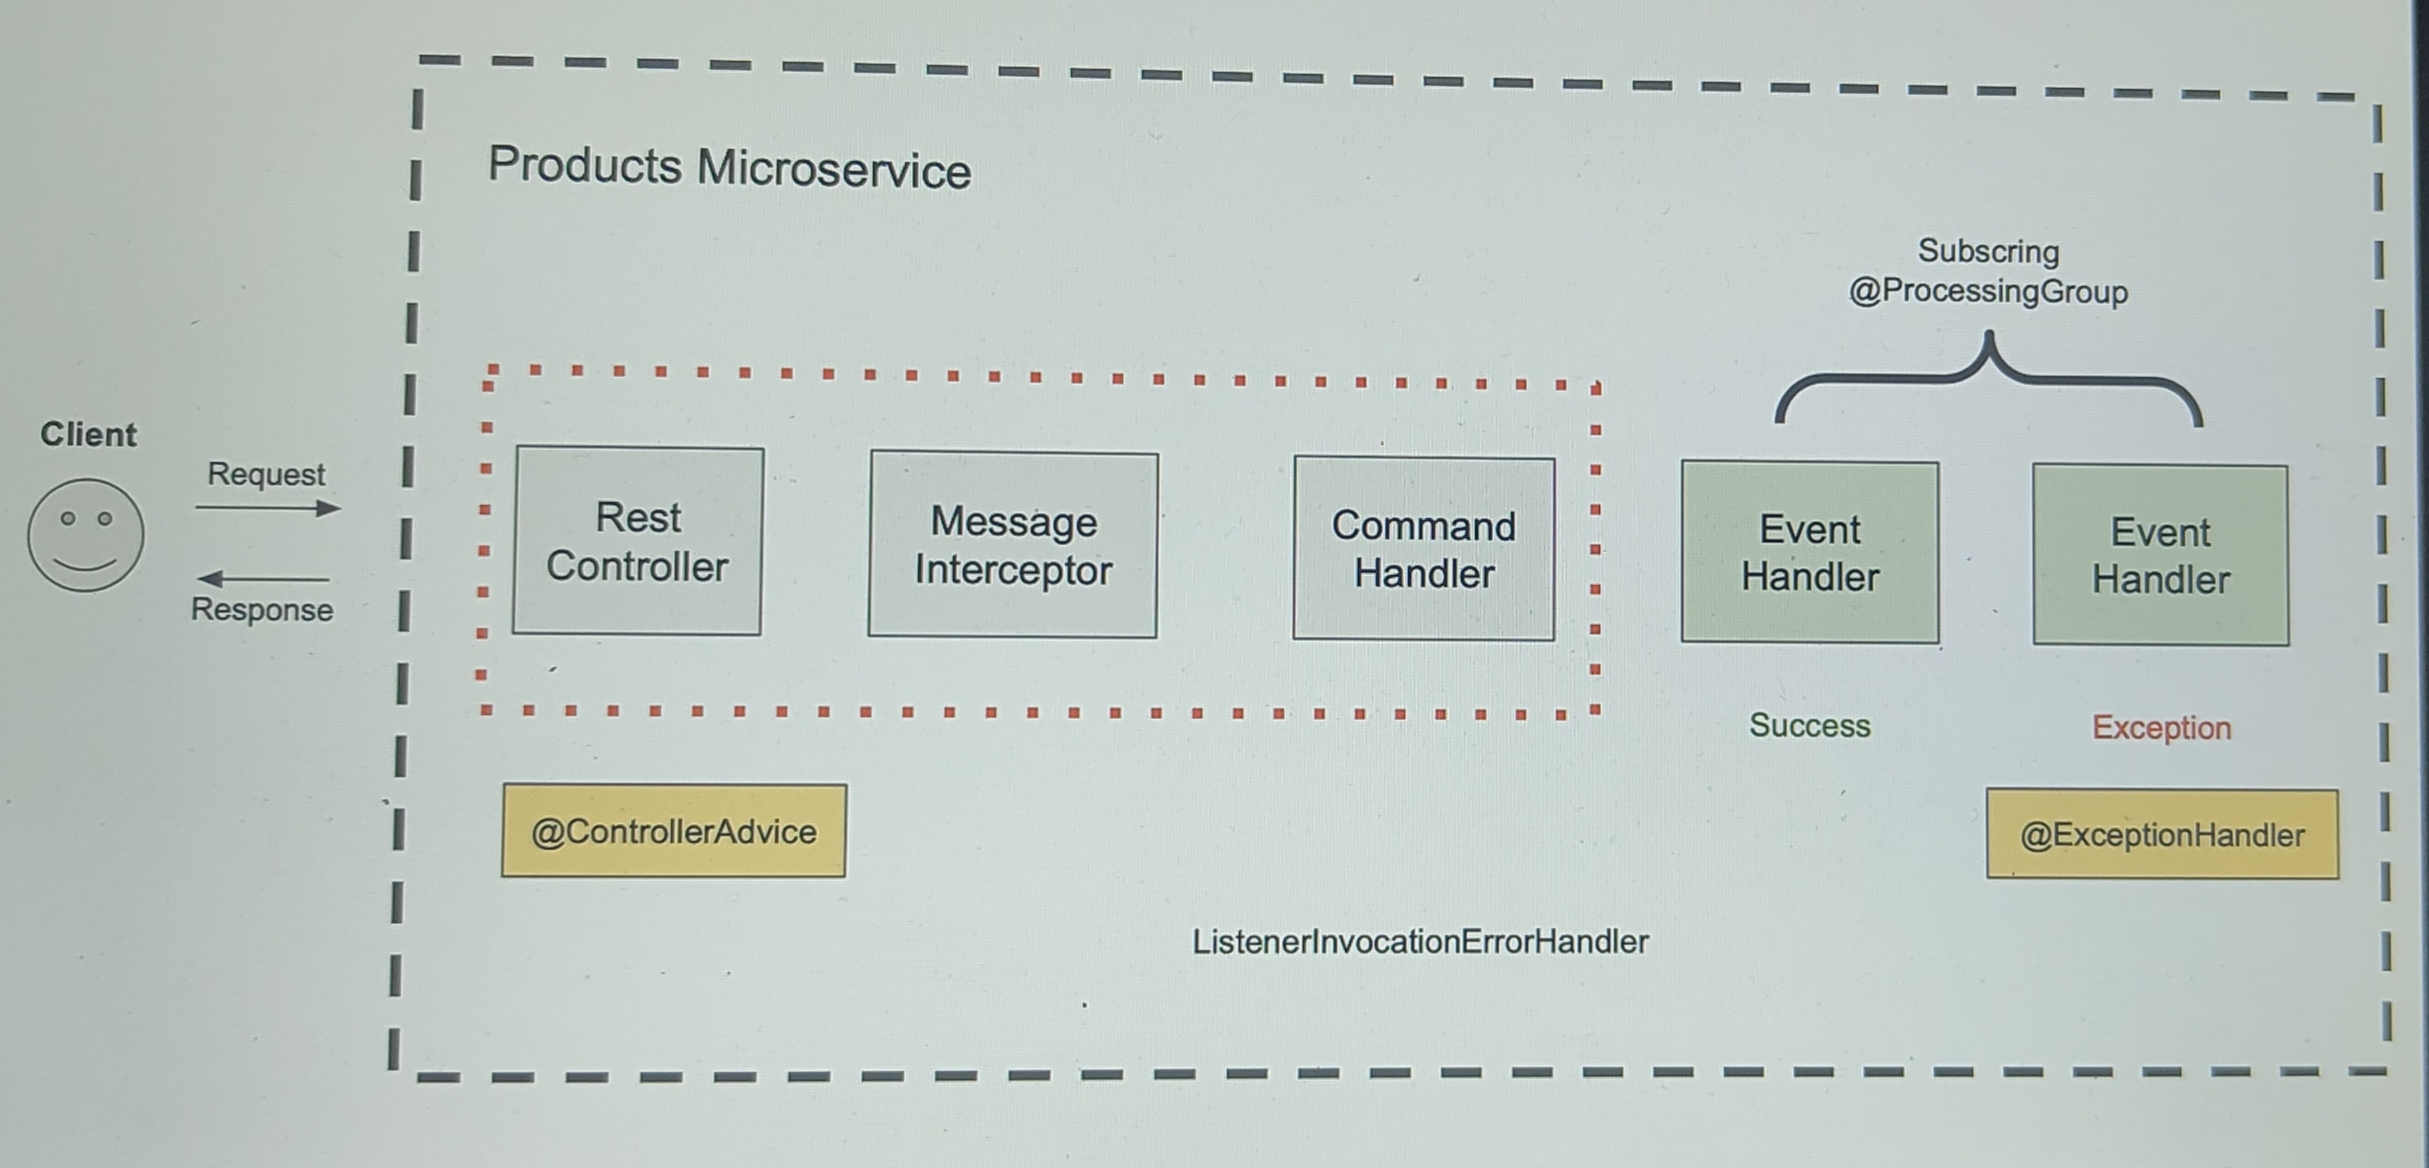 Products Microservice
Subscring
@ProcessingGroup
Client
Request
Response
Rest
Controller
Message
Interceptor
Command
Handler
Event
Handler
Event
Handler
Success
Exception
@ControllerAdvice
@ExceptionHandler
ListenerInvocationErrorHandler